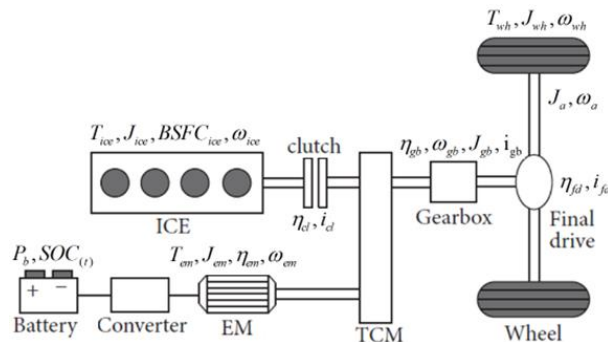 T_wh, J_wh, ω_wh
J_a, ω_a
T_ice, J_ice, BSFC_ice, ω_ice
clutch
η_gb, ω_gb, J_gb, i_gb
η_cl, i_cl
ICE
Gearbox
η_fd, i_fd
Final
drive
P_b, SOC_(t)
T_em, J_em, η_em, ω_em
+ −
Battery
Converter
EM
TCM
Wheel